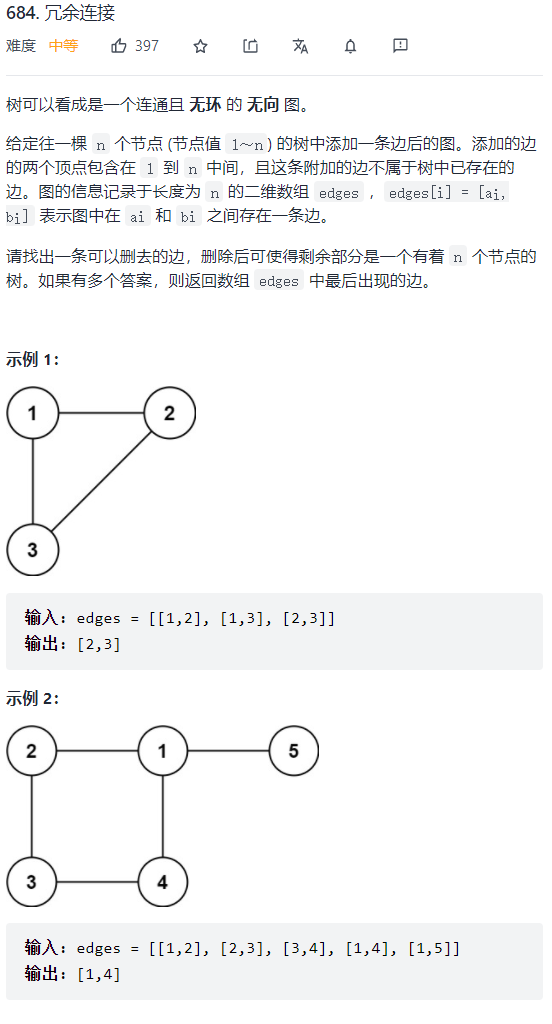 684. 冗余连接
难度 中等 397
树可以看成是一个连通且 无环 的 无向 图。
给定往一棵 n 个节点 (节点值 1～n) 的树中添加一条边后的图。添加的边
的两个顶点包含在 1 到 n 中间，且这条附加的边不属于树中已存在的
边。图的信息记录于长度为 n 的二维数组 edges ，edges[i] = [ai,
bi] 表示图中在 ai 和 bi 之间存在一条边。
请找出一条可以删去的边，删除后可使得剩余部分是一个有着 n 个节点的
树。如果有多个答案，则返回数组 edges 中最后出现的边。
示例 1：
1 2
3
输入：edges = [[1,2], [1,3], [2,3]]
输出：[2,3]
示例 2：
2 1 5
3 4
输入：edges = [[1,2], [2,3], [3,4], [1,4], [1,5]]
输出：[1,4]